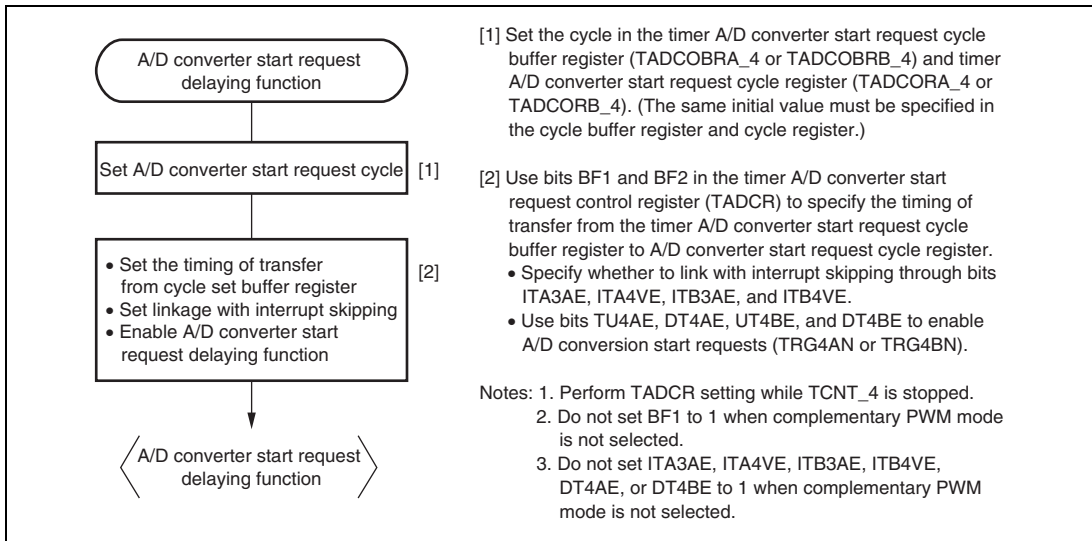 A/D converter start request
delaying function
Set A/D converter start request cycle
[1]
• Set the timing of transfer
from cycle set buffer register
• Set linkage with interrupt skipping
• Enable A/D converter start
request delaying function
[2]
A/D converter start request
delaying function
[1] Set the cycle in the timer A/D converter start request cycle
buffer register (TADCOBRA_4 or TADCOBRB_4) and timer
A/D converter start request cycle register (TADCORA_4 or
TADCORB_4). (The same initial value must be specified in
the cycle buffer register and cycle register.)
[2] Use bits BF1 and BF2 in the timer A/D converter start
request control register (TADCR) to specify the timing of
transfer from the timer A/D converter start request cycle
buffer register to A/D converter start request cycle register.
• Specify whether to link with interrupt skipping through bits
ITA3AE, ITA4VE, ITB3AE, and ITB4VE.
• Use bits TU4AE, DT4AE, UT4BE, and DT4BE to enable
A/D conversion start requests (TRG4AN or TRG4BN).
Notes: 1. Perform TADCR setting while TCNT_4 is stopped.
2. Do not set BF1 to 1 when complementary PWM mode
is not selected.
3. Do not set ITA3AE, ITA4VE, ITB3AE, ITB4VE,
DT4AE, or DT4BE to 1 when complementary PWM
mode is not selected.